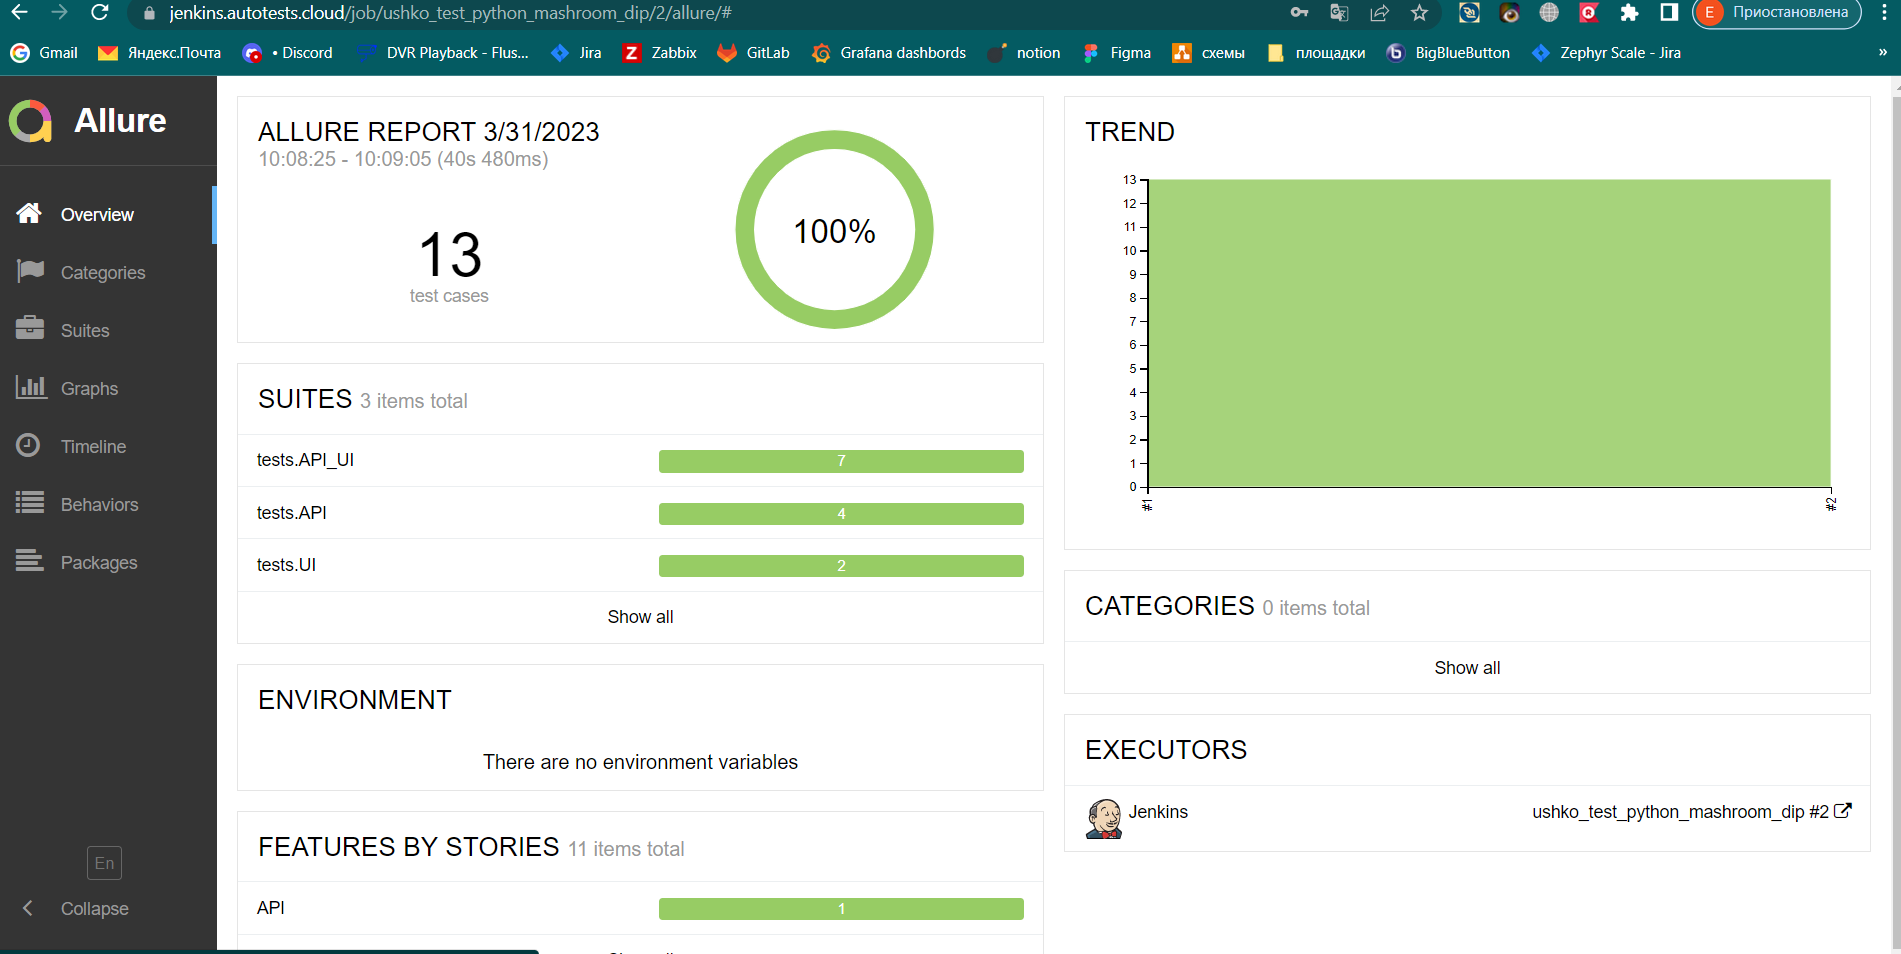 jenkins.autotests.cloud/job/ushko_test_python_mashroom_dip/2/allure/#
E Приостановлена
Gmail Яндекс.Почта • Discord DVR Playback - Flus... Jira Zabbix GitLab Grafana dashbords notion Figma схемы площадки BigBlueButton Zephyr Scale - Jira »
Allure
Overview
Categories
Suites
Graphs
Timeline
Behaviors
Packages
En
Collapse
ALLURE REPORT 3/31/2023
10:08:25 - 10:09:05 (40s 480ms)
13
test cases
100%
SUITES 3 items total
tests.API_UI 7
tests.API 4
tests.UI 2
Show all
ENVIRONMENT
There are no environment variables
FEATURES BY STORIES 11 items total
API 1
TREND
13
12
11
10
9
8
7
6
5
4
3
2
1
0
#1
#2
CATEGORIES 0 items total
Show all
EXECUTORS
Jenkins ushko_test_python_mashroom_dip #2